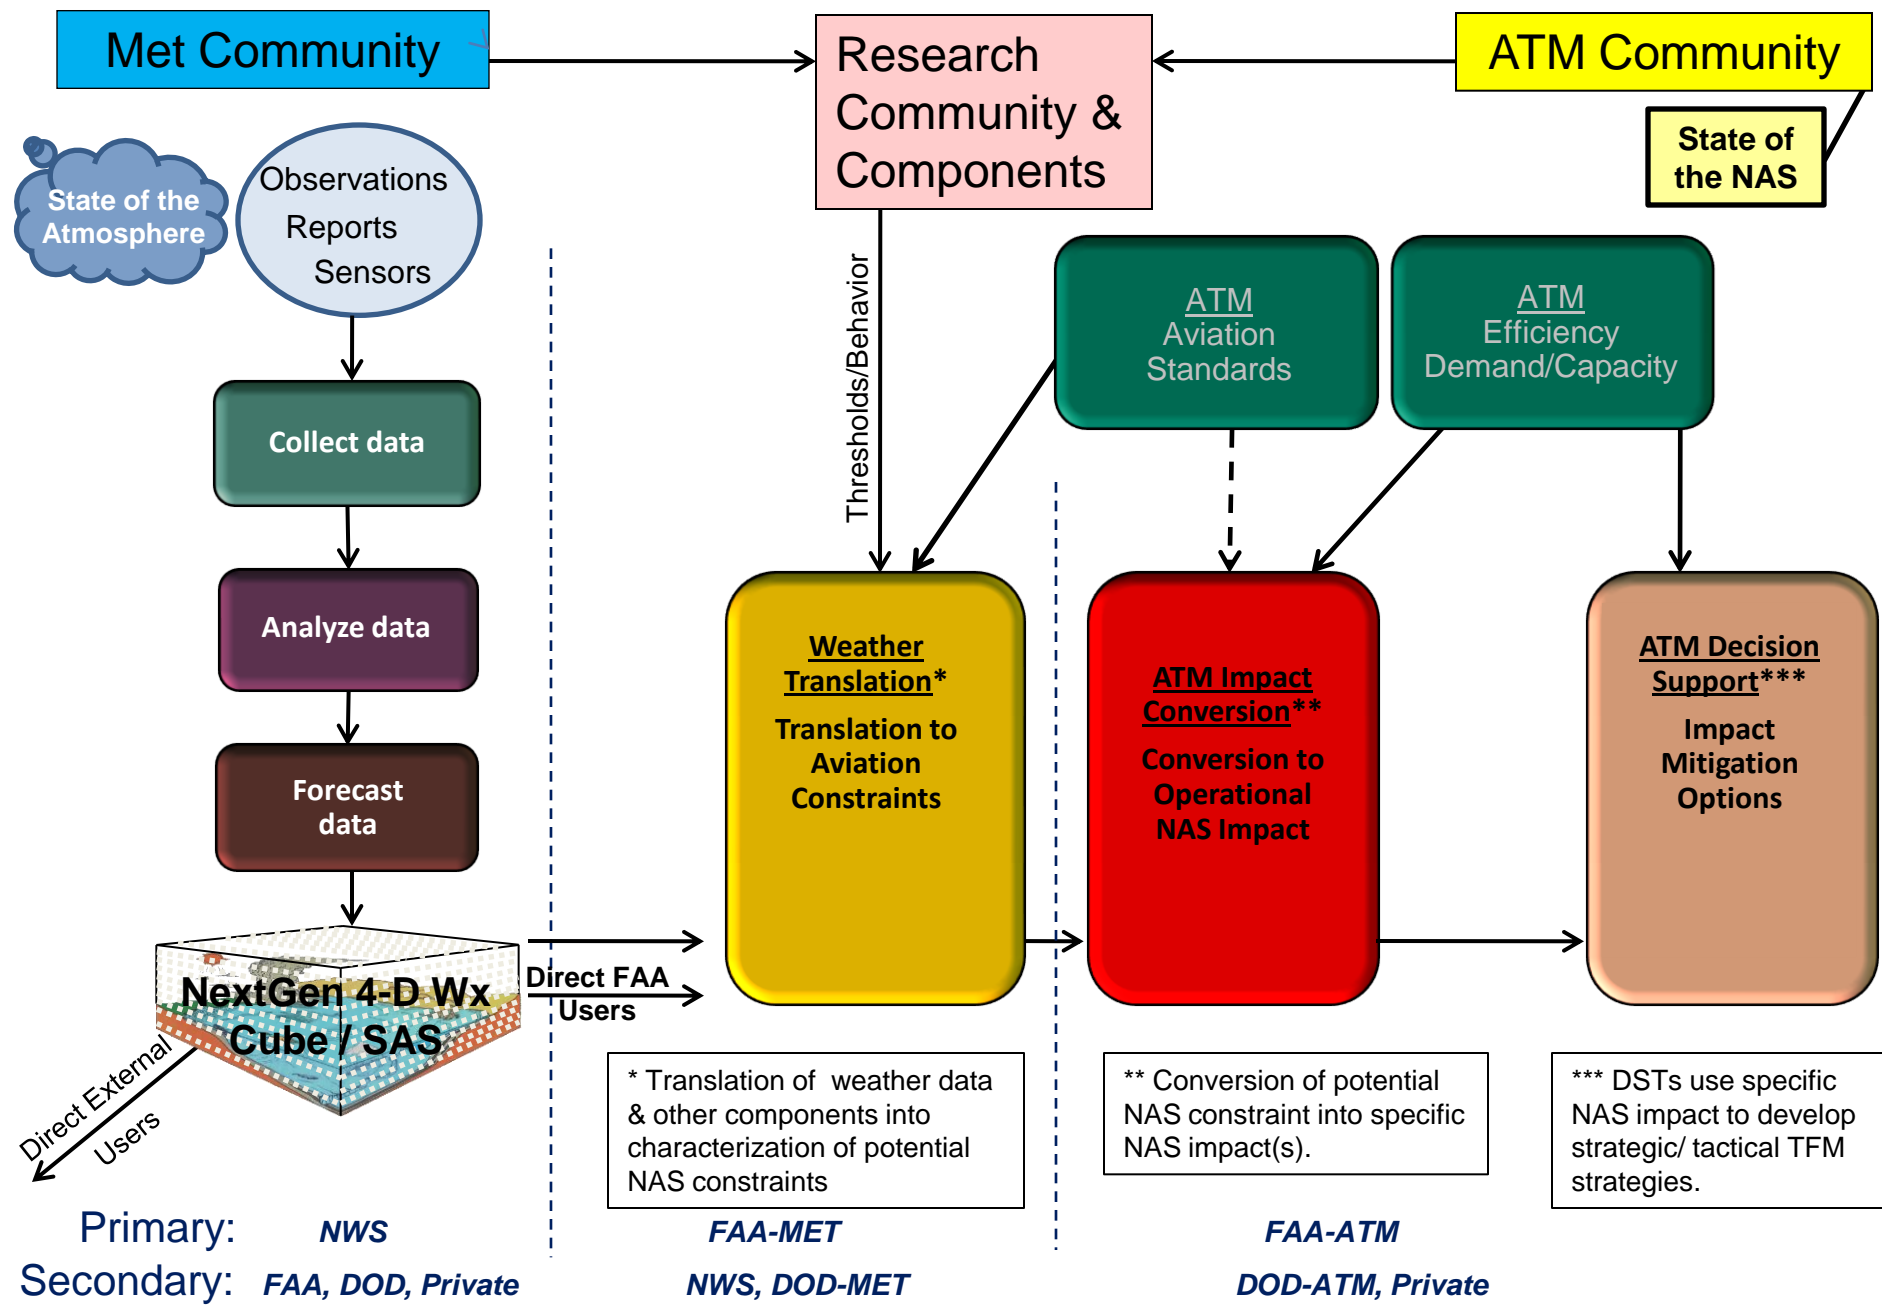 Met Community
Research
Community &
Components
ATM Community
State of
the NAS
State of the
Atmosphere
Observations
Reports
Sensors
Thresholds/Behavior
ATM
Aviation
Standards
ATM
Efficiency
Demand/Capacity
Collect data
Analyze data
Forecast
data
NextGen 4-D Wx
Cube / SAS
Direct External
Users
Direct FAA
Users
Weather
Translation*
Translation to
Aviation
Constraints
ATM Impact
Conversion**
Conversion to
Operational
NAS Impact
ATM Decision
Support***
Impact
Mitigation
Options
* Translation of weather data
& other components into
characterization of potential
NAS constraints
** Conversion of potential
NAS constraint into specific
NAS impact(s).
*** DSTs use specific
NAS impact to develop
strategic/ tactical TFM
strategies.
Primary: NWS FAA-MET FAA-ATM
Secondary: FAA, DOD, Private NWS, DOD-MET DOD-ATM, Private